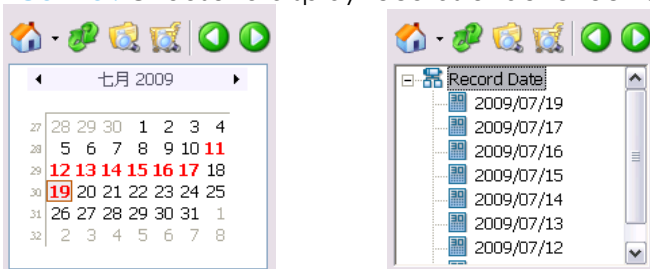 七月 2009
27 28 29 30 1 2 3 4
28 5 6 7 8 9 10 11
29 12 13 14 15 16 17 18
30 19 20 21 22 23 24 25
31 26 27 28 29 30 31 1
32 2 3 4 5 6 7 8
Record Date
2009/07/19
2009/07/17
2009/07/16
2009/07/15
2009/07/14
2009/07/13
2009/07/12